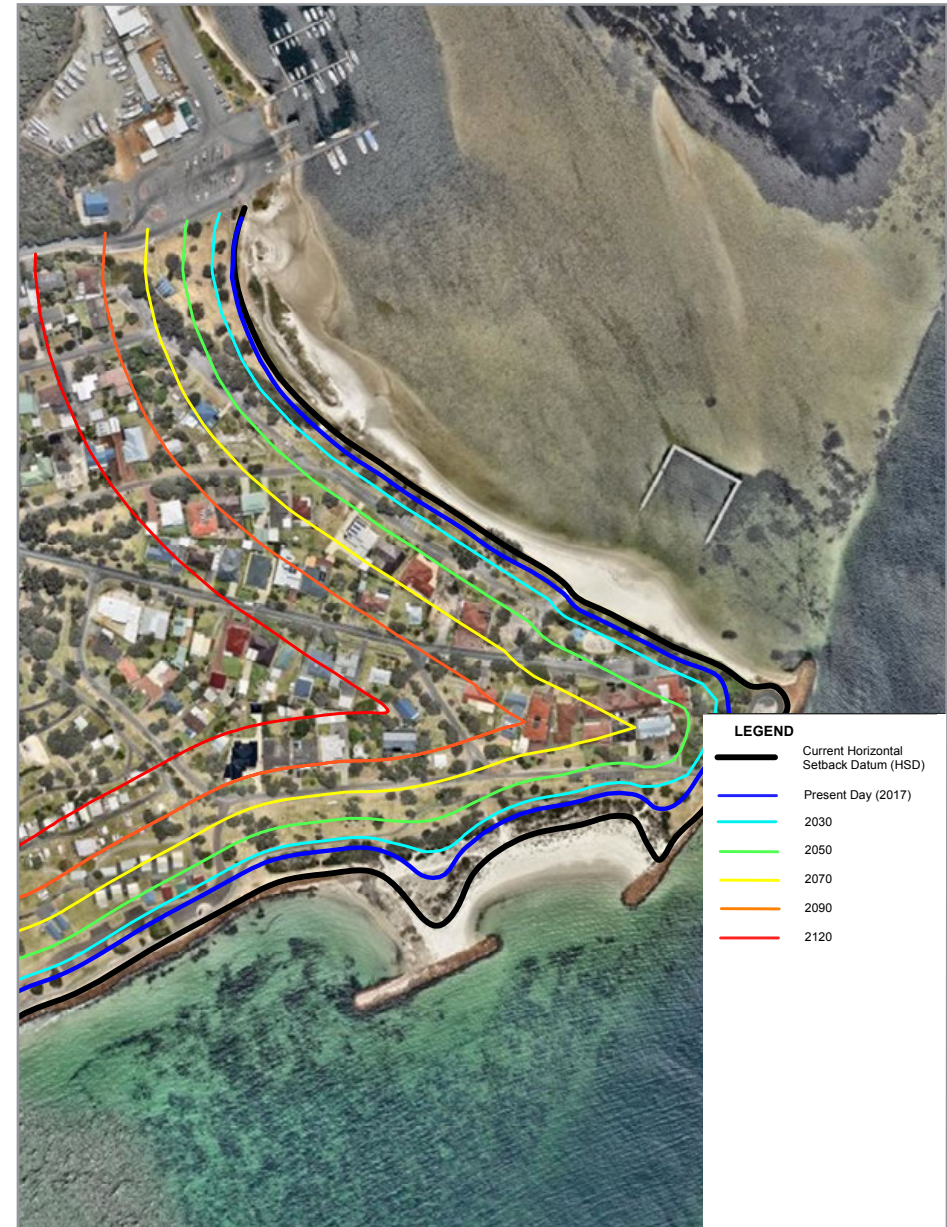 LEGEND
Current Horizontal
Setback Datum (HSD)
Present Day (2017)
2030
2050
2070
2090
2120